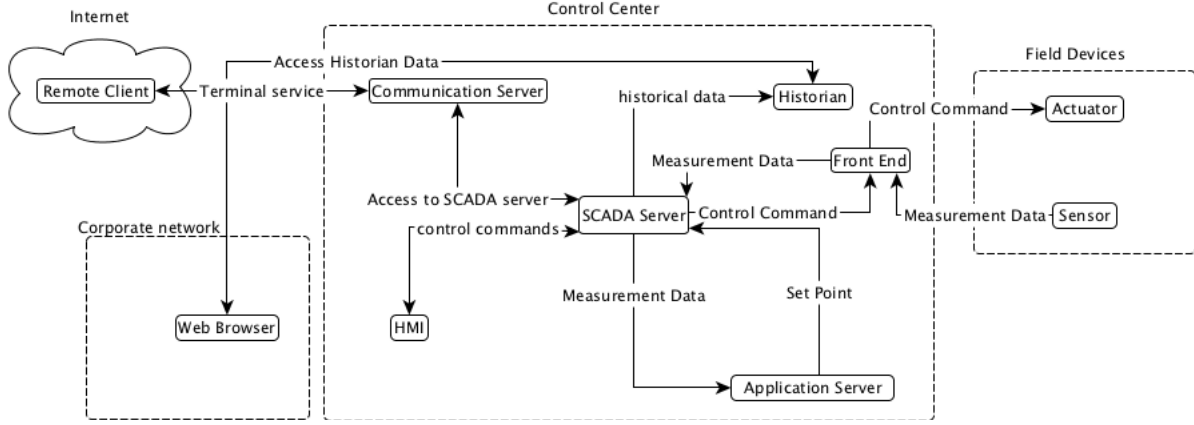 Internet
Control Center
Field Devices
Access Historian Data
Remote Client
Terminal service
Communication Server
historical data
Historian
Control Command
Actuator
Measurement Data
Front End
Access to SCADA server
SCADA Server
Control Command
Measurement Data
Sensor
Corporate network
control commands
Measurement Data
Set Point
Web Browser
HMI
Application Server